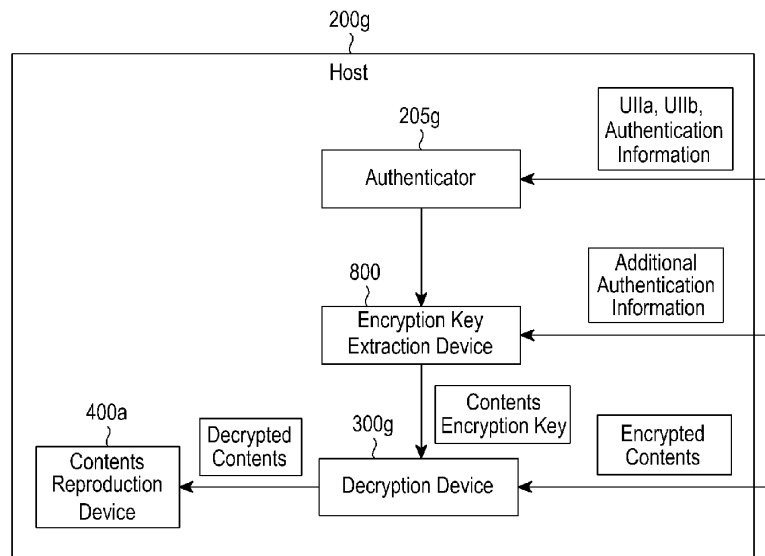 200g
Host
UIIa, UIIb,
Authentication
Information
205g
Authenticator
Additional
Authentication
Information
800
Encryption Key
Extraction Device
Contents
Encryption Key
400a
Decrypted
Contents
300g
Encrypted
Contents
Contents
Reproduction
Device
Decryption Device